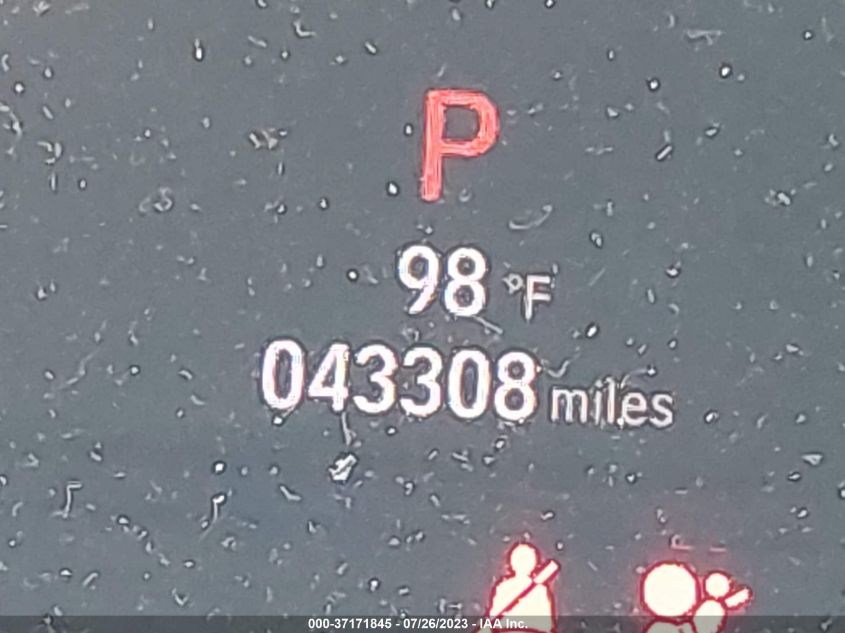 P
98 °F
043308 miles
000-37171845 - 07/26/2023 - IAA Inc.